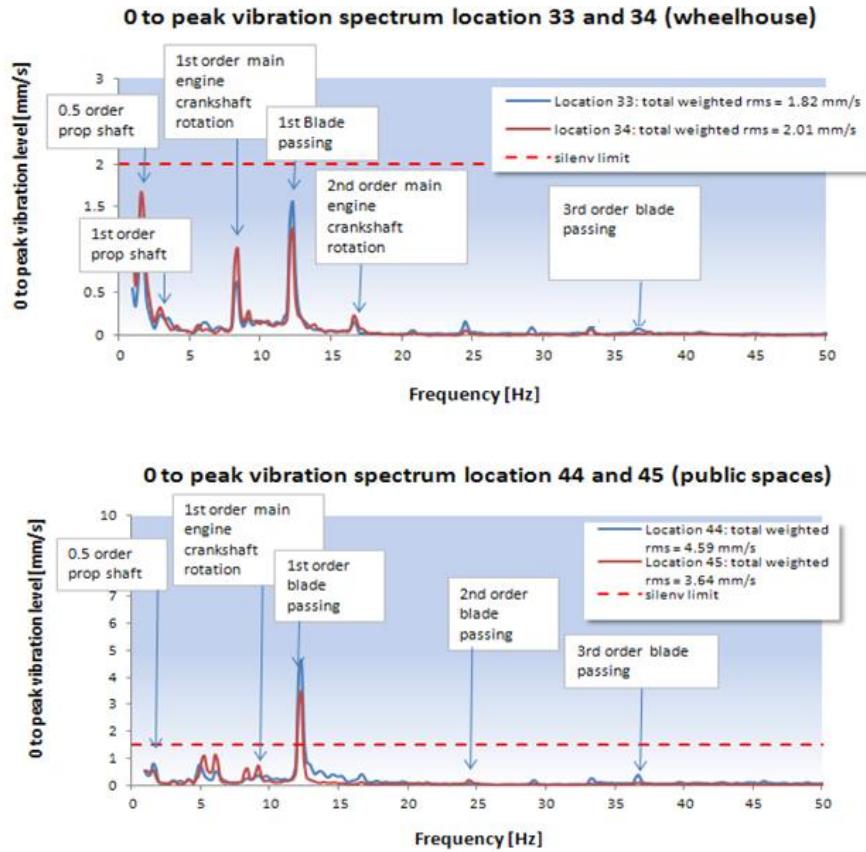 0 to peak vibration spectrum location 33 and 34 (wheelhouse)
0 to peak vibration level [mm/s]
3
2
1.5
0.5
0
0.5 order
prop shaft
1st order main
engine
crankshaft
rotation
1st order
prop shaft
1st Blade
passing
2nd order main
engine
crankshaft
rotation
3rd order blade
passing
Location 33: total weighted rms = 1.82 mm/s
location 34: total weighted rms = 2.01 mm/s
silenv limit
0 5 10 15 20 25 30 35 40 45 50
Frequency [Hz]
0 to peak vibration spectrum location 44 and 45 (public spaces)
0 to peak vibration level [mm/s]
10
7
6
5
4
3
2
1
0
0.5 order
prop shaft
1st order main
engine
crankshaft
rotation
1st order
blade
passing
2nd order
blade
passing
3rd order blade
passing
Location 44: total weighted
rms = 4.59 mm/s
Location 45: total weighted
rms = 3.64 mm/s
silenv limit
0 5 10 15 20 25 30 35 40 45 50
Frequency [Hz]